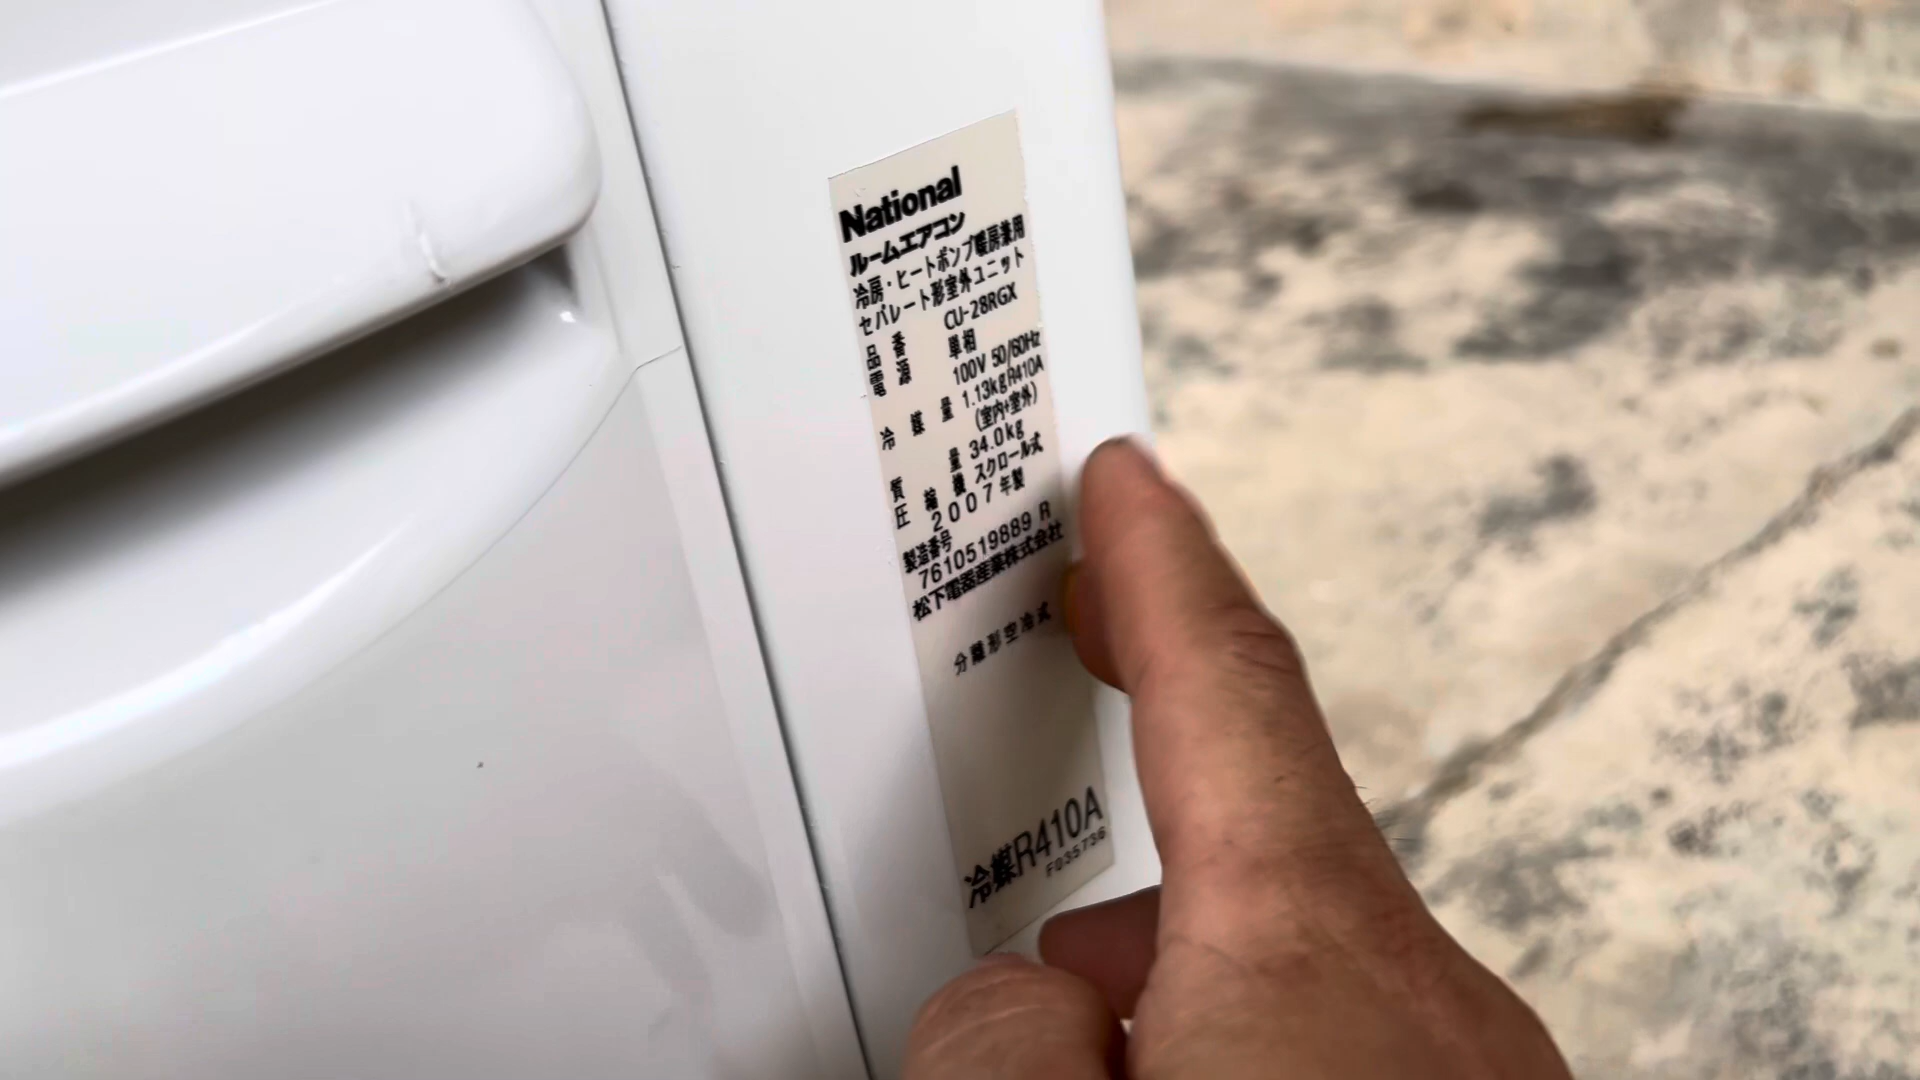 National
ルームエアコン
冷房・ヒートポンプ暖房兼用
セパレート形室外ユニット
品番 CU-28RGX
電源 単相
100V 50/60Hz
冷媒量 1.13kg R410A
(室内+室外)
質量 34.0kg
圧縮機 スクロール式
2007年製
製造番号
7610519889 R
松下電器産業株式会社
分離形空冷式
冷媒R410A
F035736